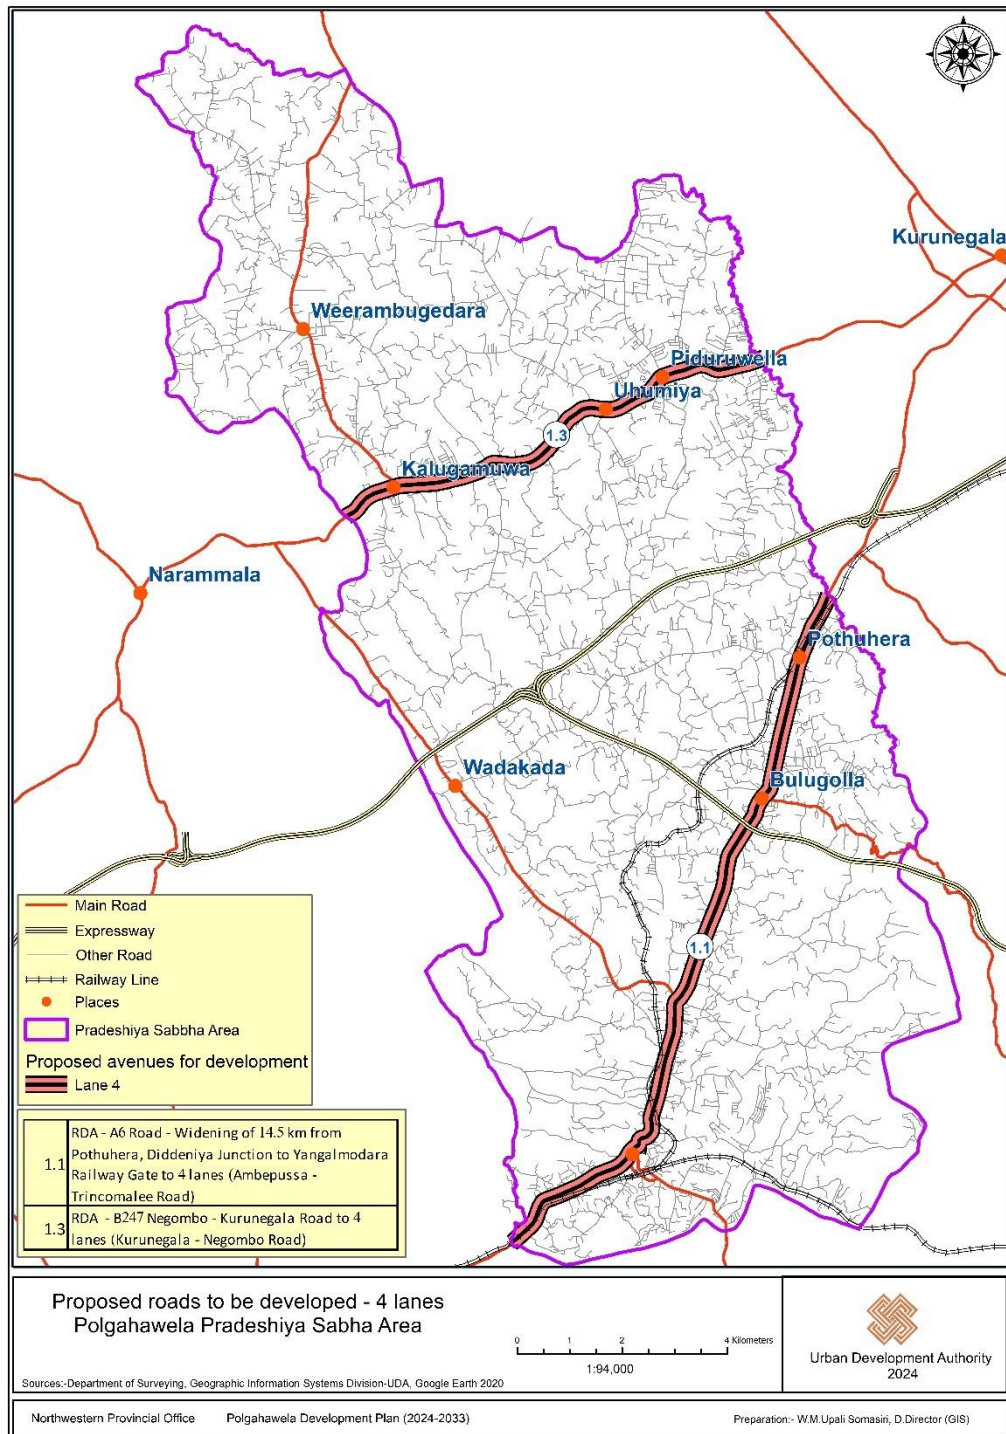 Kurunegala
Weerambugedara
Piduruwella
Uhumiya
1.3
Kalugamuwa
Narammala
Pothuhera
Wadakada
Bulugolla
1.1
Main Road
Expressway
Other Road
Railway Line
Places
Pradeshiya Sabbha Area
Proposed avenues for development
Lane 4
1.1
RDA - A6 Road - Widening of 14.5 km from
Pothuhera, Diddeniya Junction to Yangalmodara
Railway Gate to 4 lanes (Ambepussa -
Trincomalee Road)
1.3
RDA - B247 Negombo - Kurunegala Road to 4
lanes (Kurunegala - Negombo Road)
Proposed roads to be developed - 4 lanes
Polgahawela Pradeshiya Sabha Area
0 1 2 4 Kilometers
1:94,000
Sources:-Department of Surveying, Geographic Information Systems Division-UDA, Google Earth 2020
Urban Development Authority
2024
Northwestern Provincial Office Polgahawela Development Plan (2024-2033) Preparation:- W.M.Upali Somasiri, D.Director (GIS)